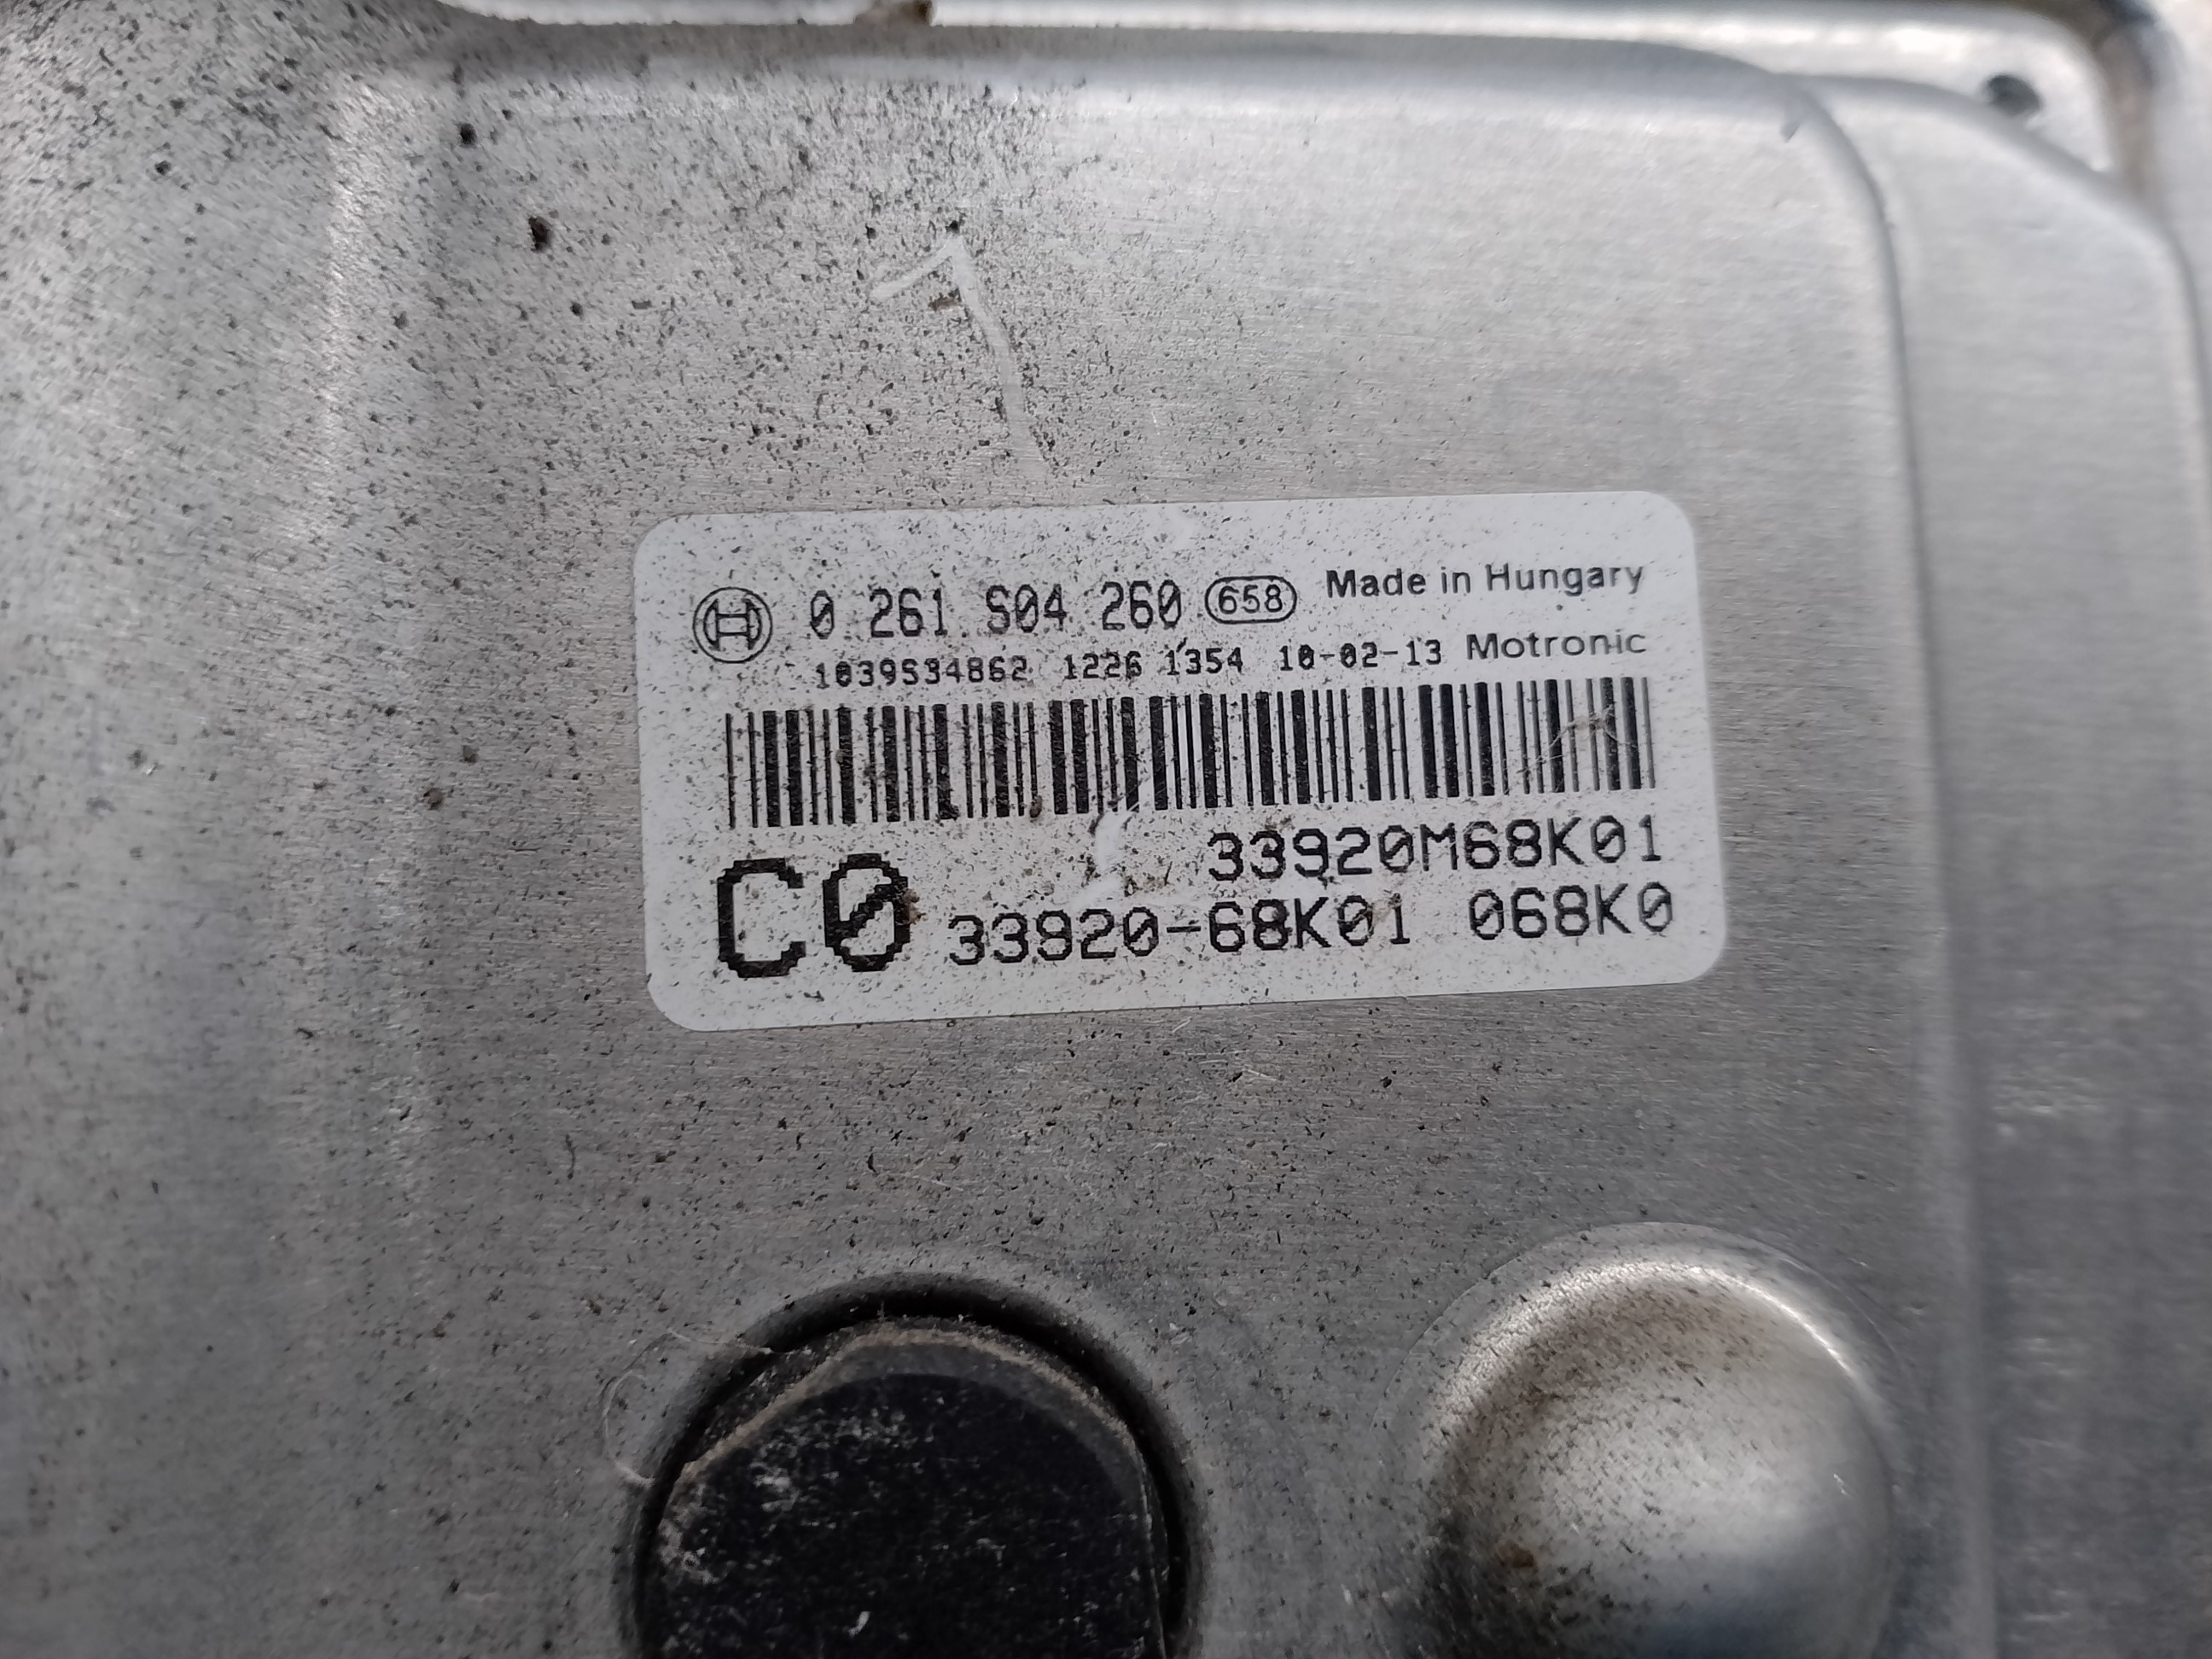 1
0 261 S04 260 658 Made in Hungary
1039S34862 1226 1354 10-02-13 Motronic
33920M68K01
C0 33920-68K01 068K0